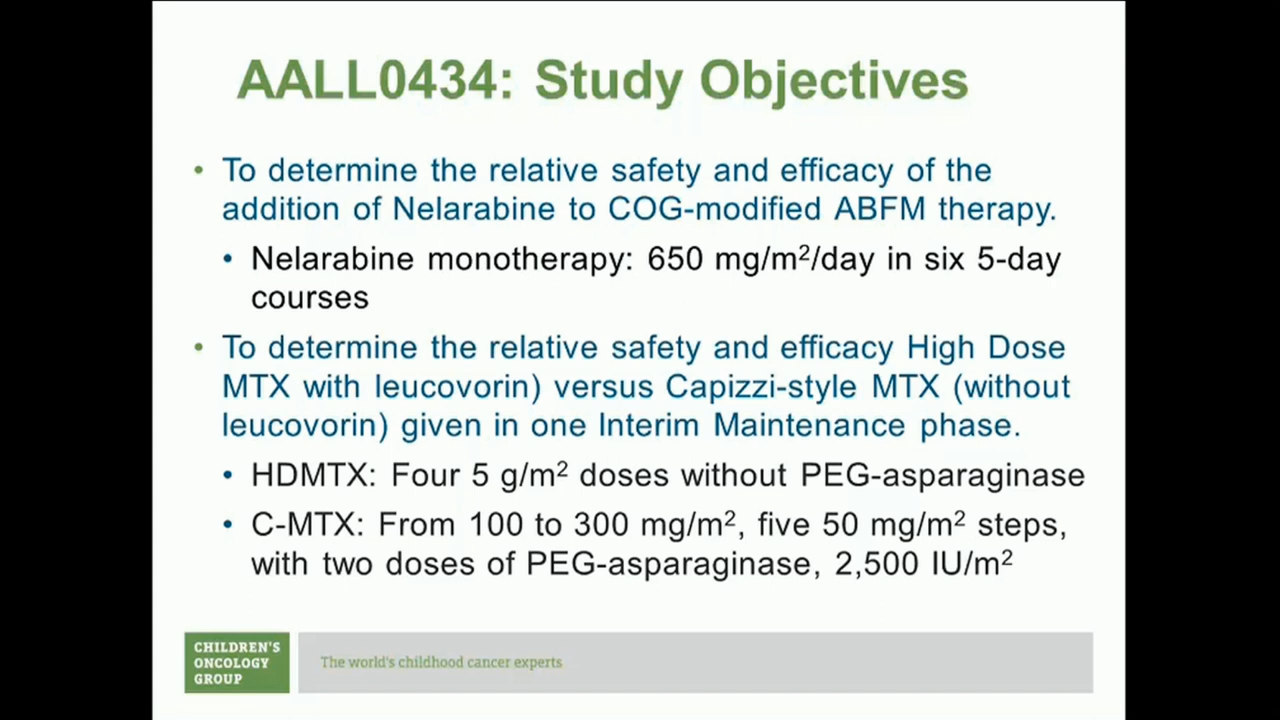 AALL0434: Study Objectives
• To determine the relative safety and efficacy of the
addition of Nelarabine to COG-modified ABFM therapy.
• Nelarabine monotherapy: 650 mg/m²/day in six 5-day
courses
• To determine the relative safety and efficacy High Dose
MTX with leucovorin) versus Capizzi-style MTX (without
leucovorin) given in one Interim Maintenance phase.
• HDMTX: Four 5 g/m² doses without PEG-asparaginase
• C-MTX: From 100 to 300 mg/m², five 50 mg/m² steps,
with two doses of PEG-asparaginase, 2,500 IU/m²
CHILDREN'S
ONCOLOGY
GROUP
The world's childhood cancer experts